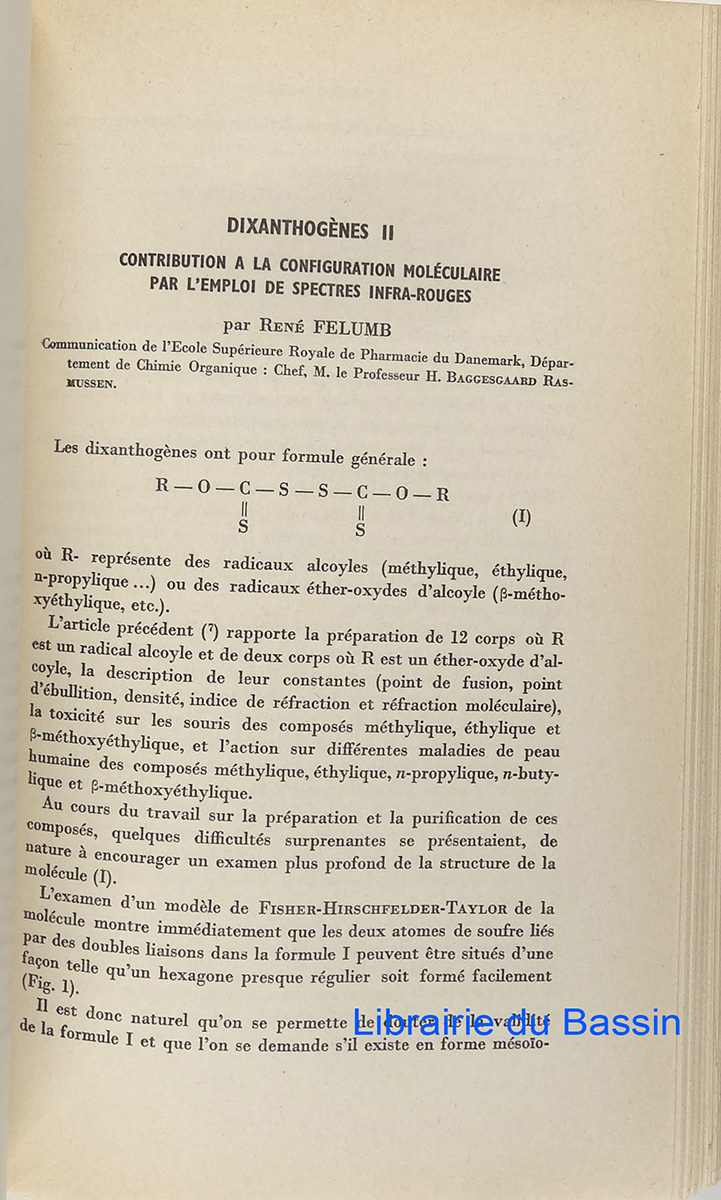 DIXANTHOGÈNES II
CONTRIBUTION A LA CONFIGURATION MOLÉCULAIRE
PAR L'EMPLOI DE SPECTRES INFRA-ROUGES
par RENÉ FELUMB
Communication de l'Ecole Supérieure Royale de Pharmacie du Danemark, Dépar-
tement de Chimie Organique : Chef, M. le Professeur H. BAGGESGAARD RAS-
MUSSEN.
Les dixanthogènes ont pour formule générale :
R — O — C — S — S — C — O — R
|| ||
(I)
S S
où R- représente des radicaux alcoyles (méthylique, éthylique,
n-propylique ...) ou des radicaux éther-oxydes d'alcoyle (β-métho-
xyéthylique, etc.).
L'article précédent (7) rapporte la préparation de 12 corps où R
est un radical alcoyle et de deux corps où R est un éther-oxyde d'al-
coyle, la description de leur constantes (point de fusion, point
d'ébullition, densité, indice de réfraction et réfraction moléculaire),
la toxicité sur les souris des composés méthylique, éthylique et
β-méthoxyéthylique, et l'action sur différentes maladies de peau
humaine des composés méthylique, éthylique, n-propylique, n-buty-
lique et β-méthoxyéthylique.
Au cours du travail sur la préparation et la purification de ces
composés, quelques difficultés surprenantes se présentaient, de
nature à encourager un examen plus profond de la structure de la
molécule (I).
L'examen d'un modèle de FISHER-HIRSCHFELDER-TAYLOR de la
molécule montre immédiatement que les deux atomes de soufre liés
par des doubles liaisons dans la formule I peuvent être situés d'une
façon telle qu'un hexagone presque régulier soit formé facilement
(Fig. 1).
Il est donc naturel qu'on se permette de douter de la validité
de la formule I et que l'on se demande s'il existe en forme mésoïo-
Librairie du Bassin